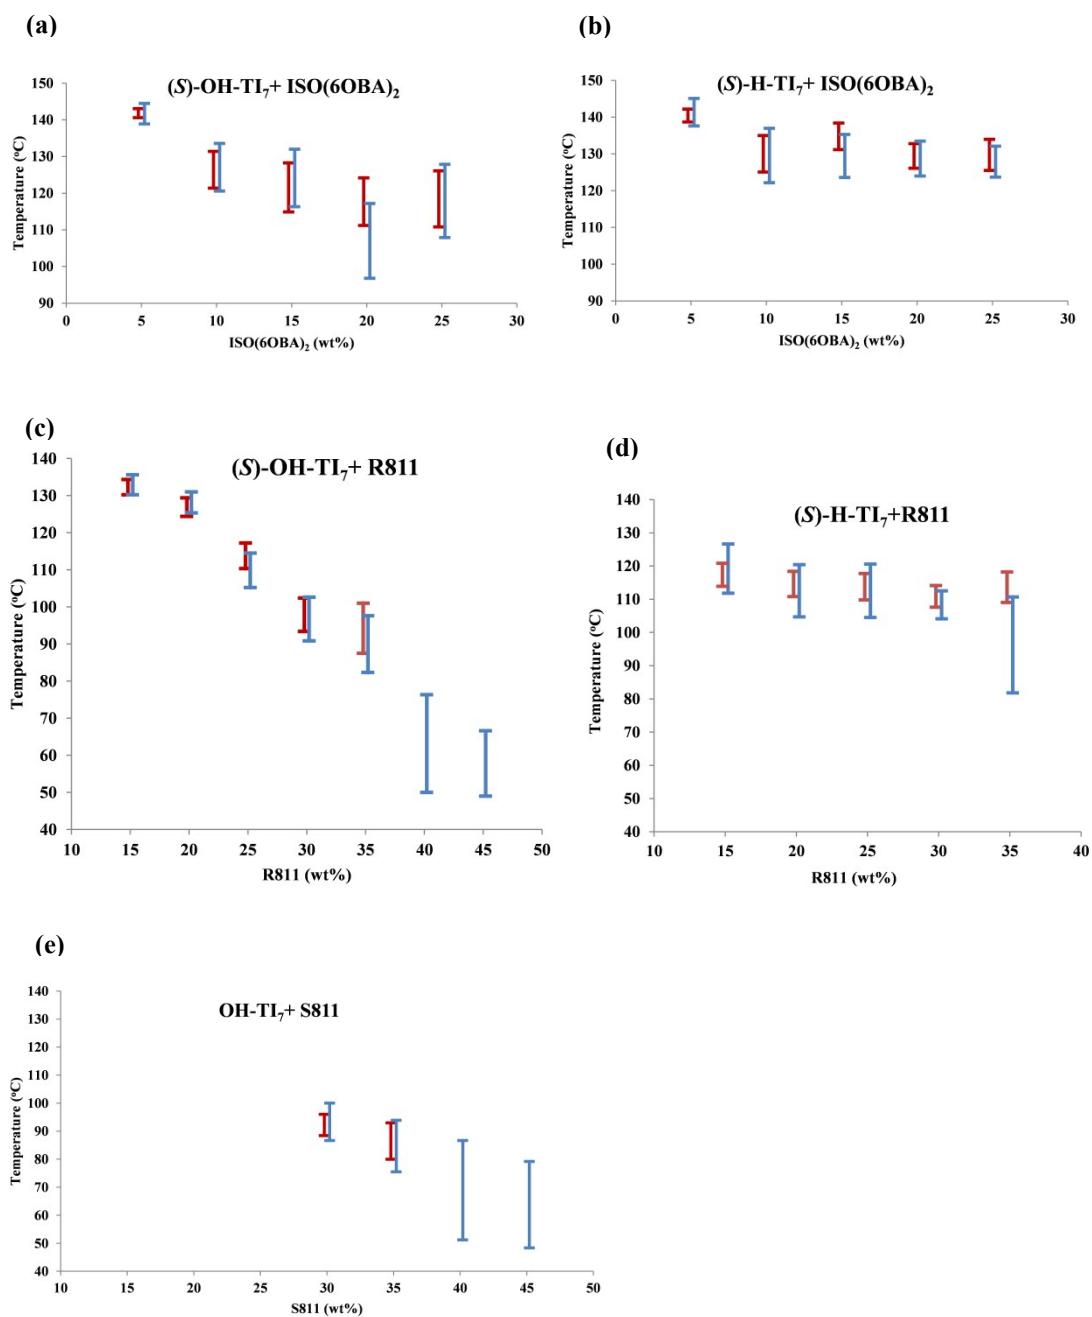 (a)
(S)-OH-TI₇+ ISO(6OBA)₂
Temperature (°C)
150
140
130
120
110
100
90
0 5 10 15 20 25 30
ISO(6OBA)₂ (wt%)
(b)
(S)-H-TI₇+ ISO(6OBA)₂
Temperature (°C)
150
140
130
120
110
100
90
0 5 10 15 20 25 30
ISO(6OBA)₂ (wt%)
(c)
(S)-OH-TI₇+ R811
Temperature (°C)
140
130
120
110
100
90
80
70
60
50
40
10 15 20 25 30 35 40 45 50
R811 (wt%)
(d)
(S)-H-TI₇+R811
Temperature (°C)
140
130
120
110
100
90
80
70
60
50
40
10 15 20 25 30 35 40
R811 (wt%)
(e)
OH-TI₇+ S811
Temperature (°C)
140
130
120
110
100
90
80
70
60
50
40
10 15 20 25 30 35 40 45 50
S811 (wt%)